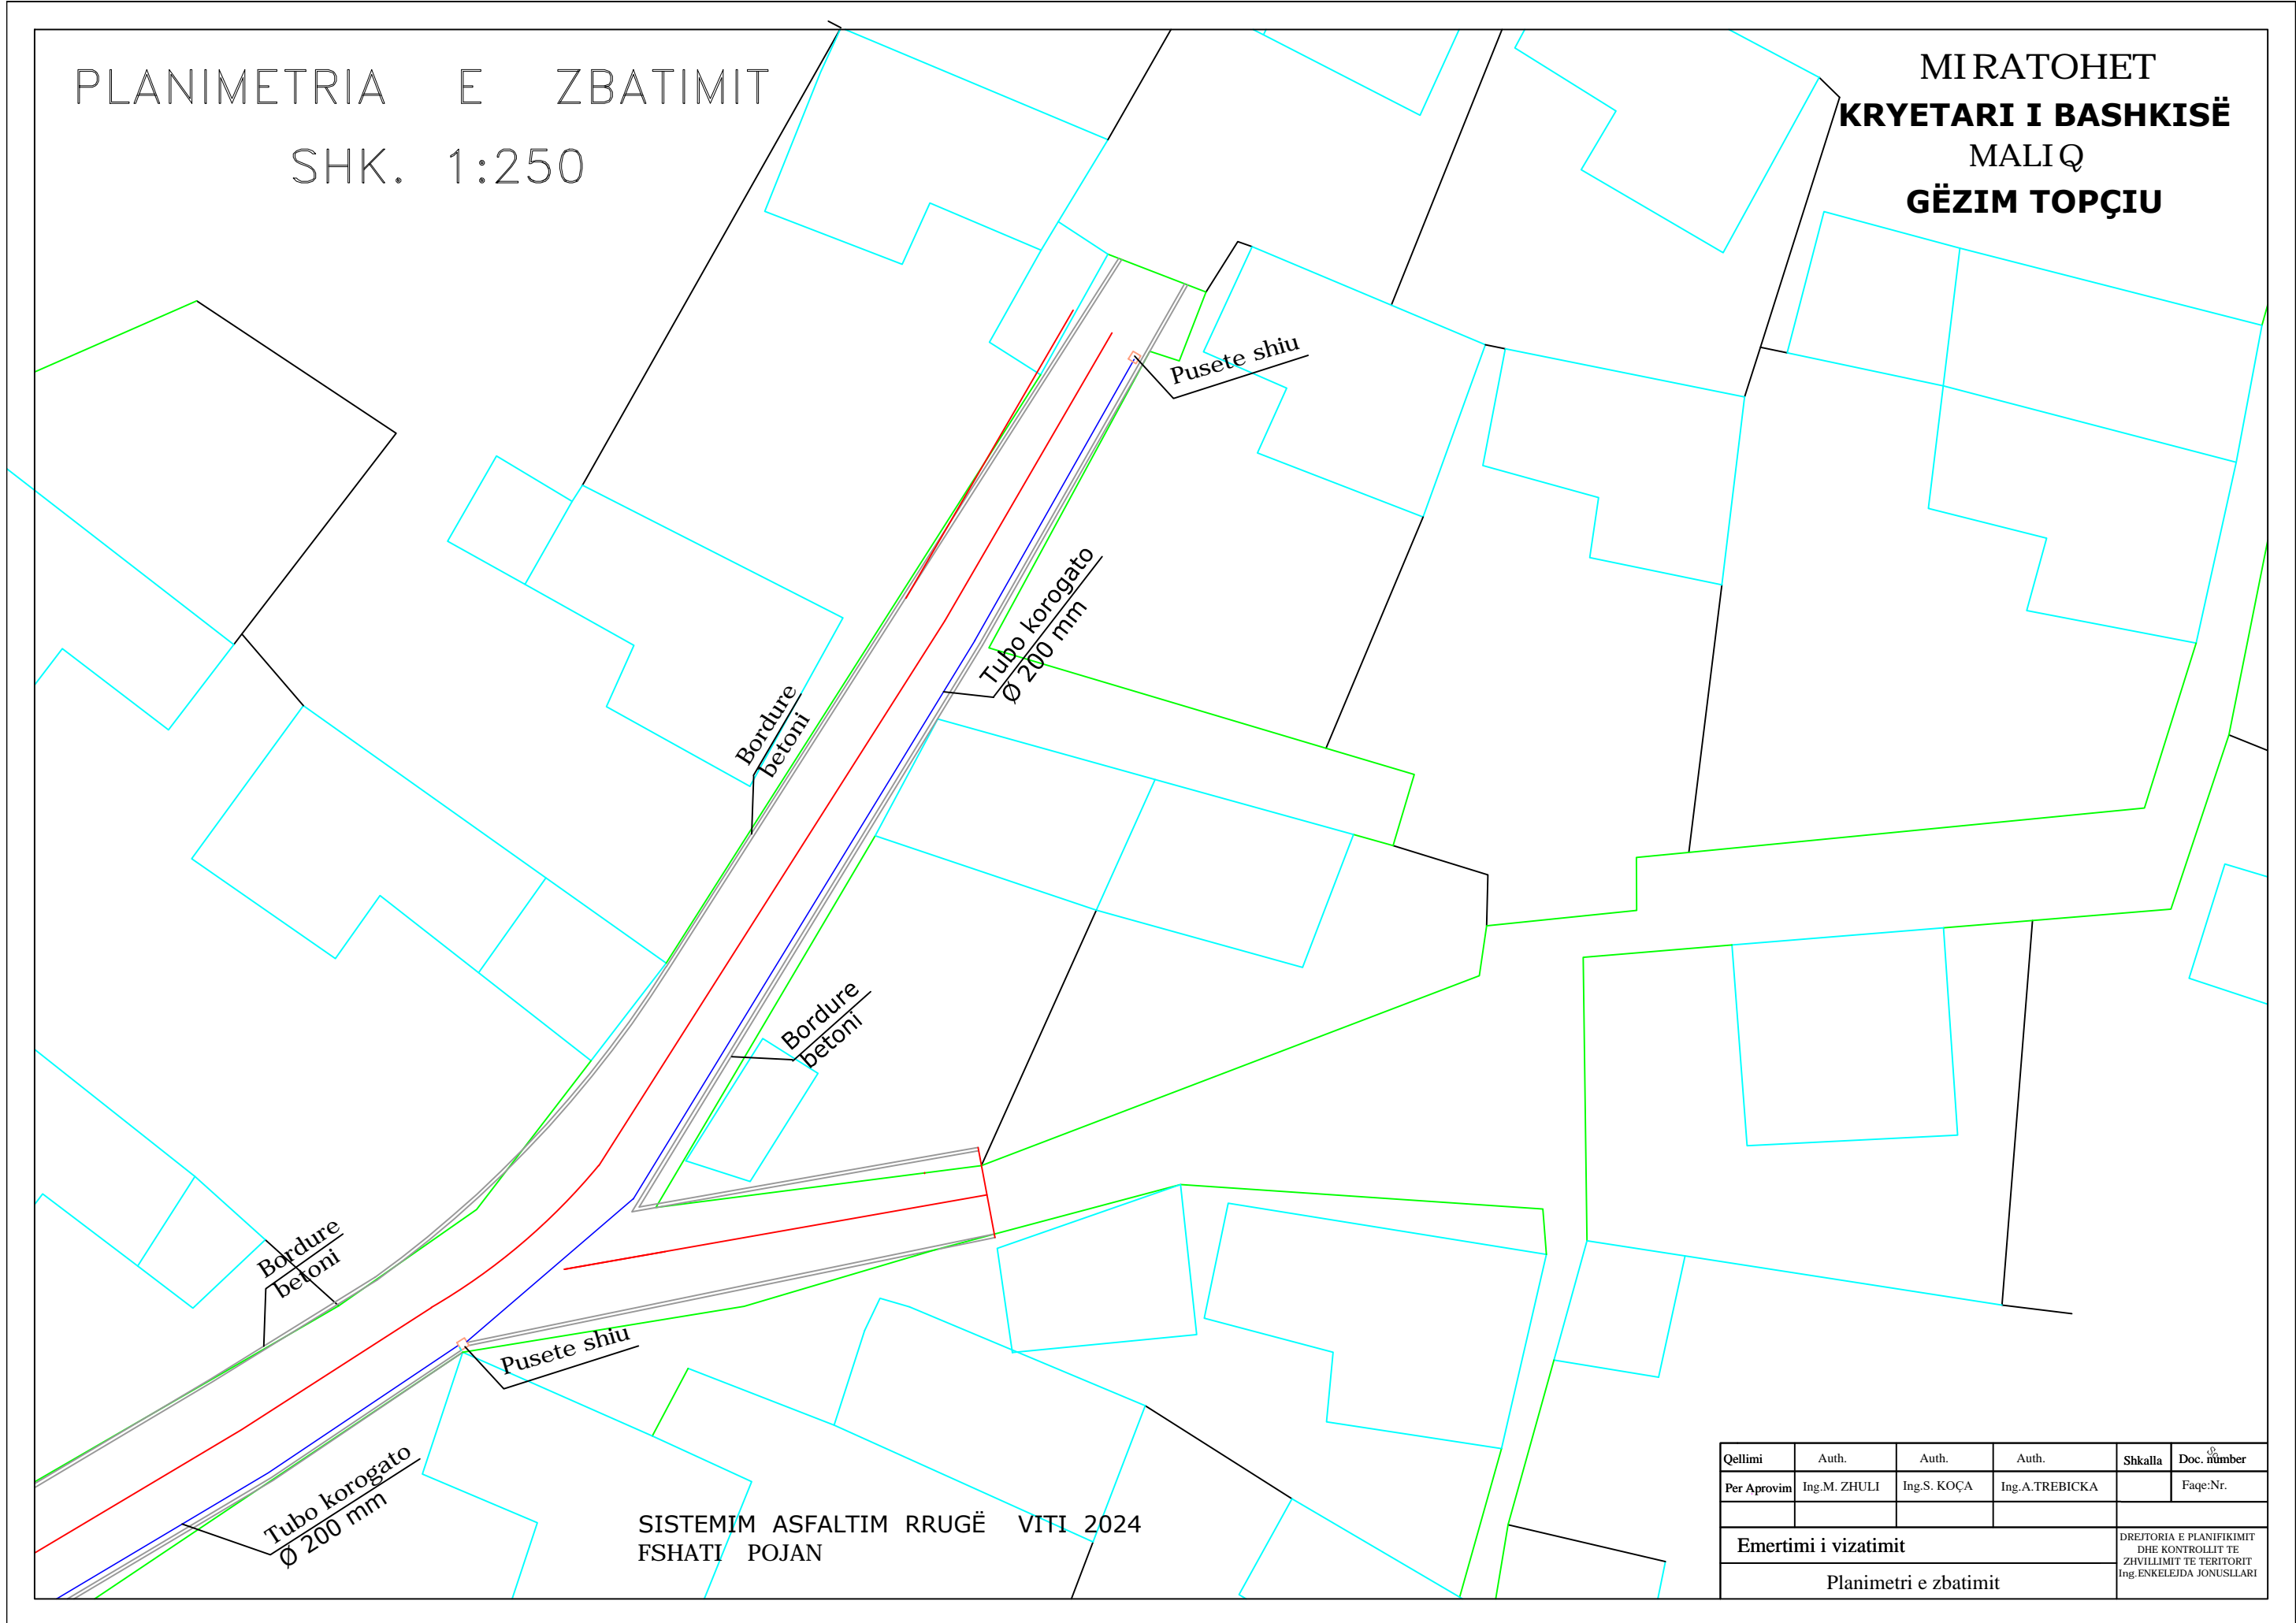 PLANIMETRIA E ZBATIMIT
SHK. 1:250
MIRATOHET
KRYETARI I BASHKISË
MALIQ
GËZIM TOPÇIU
Pusete shiu
Tubo korogato
Ø 200 mm
Bordure
betoni
Bordure
betoni
Bordure
betoni
Pusete shiu
Tubo korogato
Ø 200 mm
SISTEMIM ASFALTIM RRUGË VITI 2024
FSHATI POJAN
Qellimi Auth. Auth. Auth. Shkalla Doc. number
Per Aprovim Ing.M. ZHULI Ing.S. KOÇA Ing.A.TREBICKA Faqe:Nr.
Emertimi i vizatimit
Planimetri e zbatimit
DREJTORIA E PLANIFIKIMIT
DHE KONTROLLIT TE
ZHVILLIMIT TE TERITORIT
Ing.ENKELEJDA JONUSLLARI